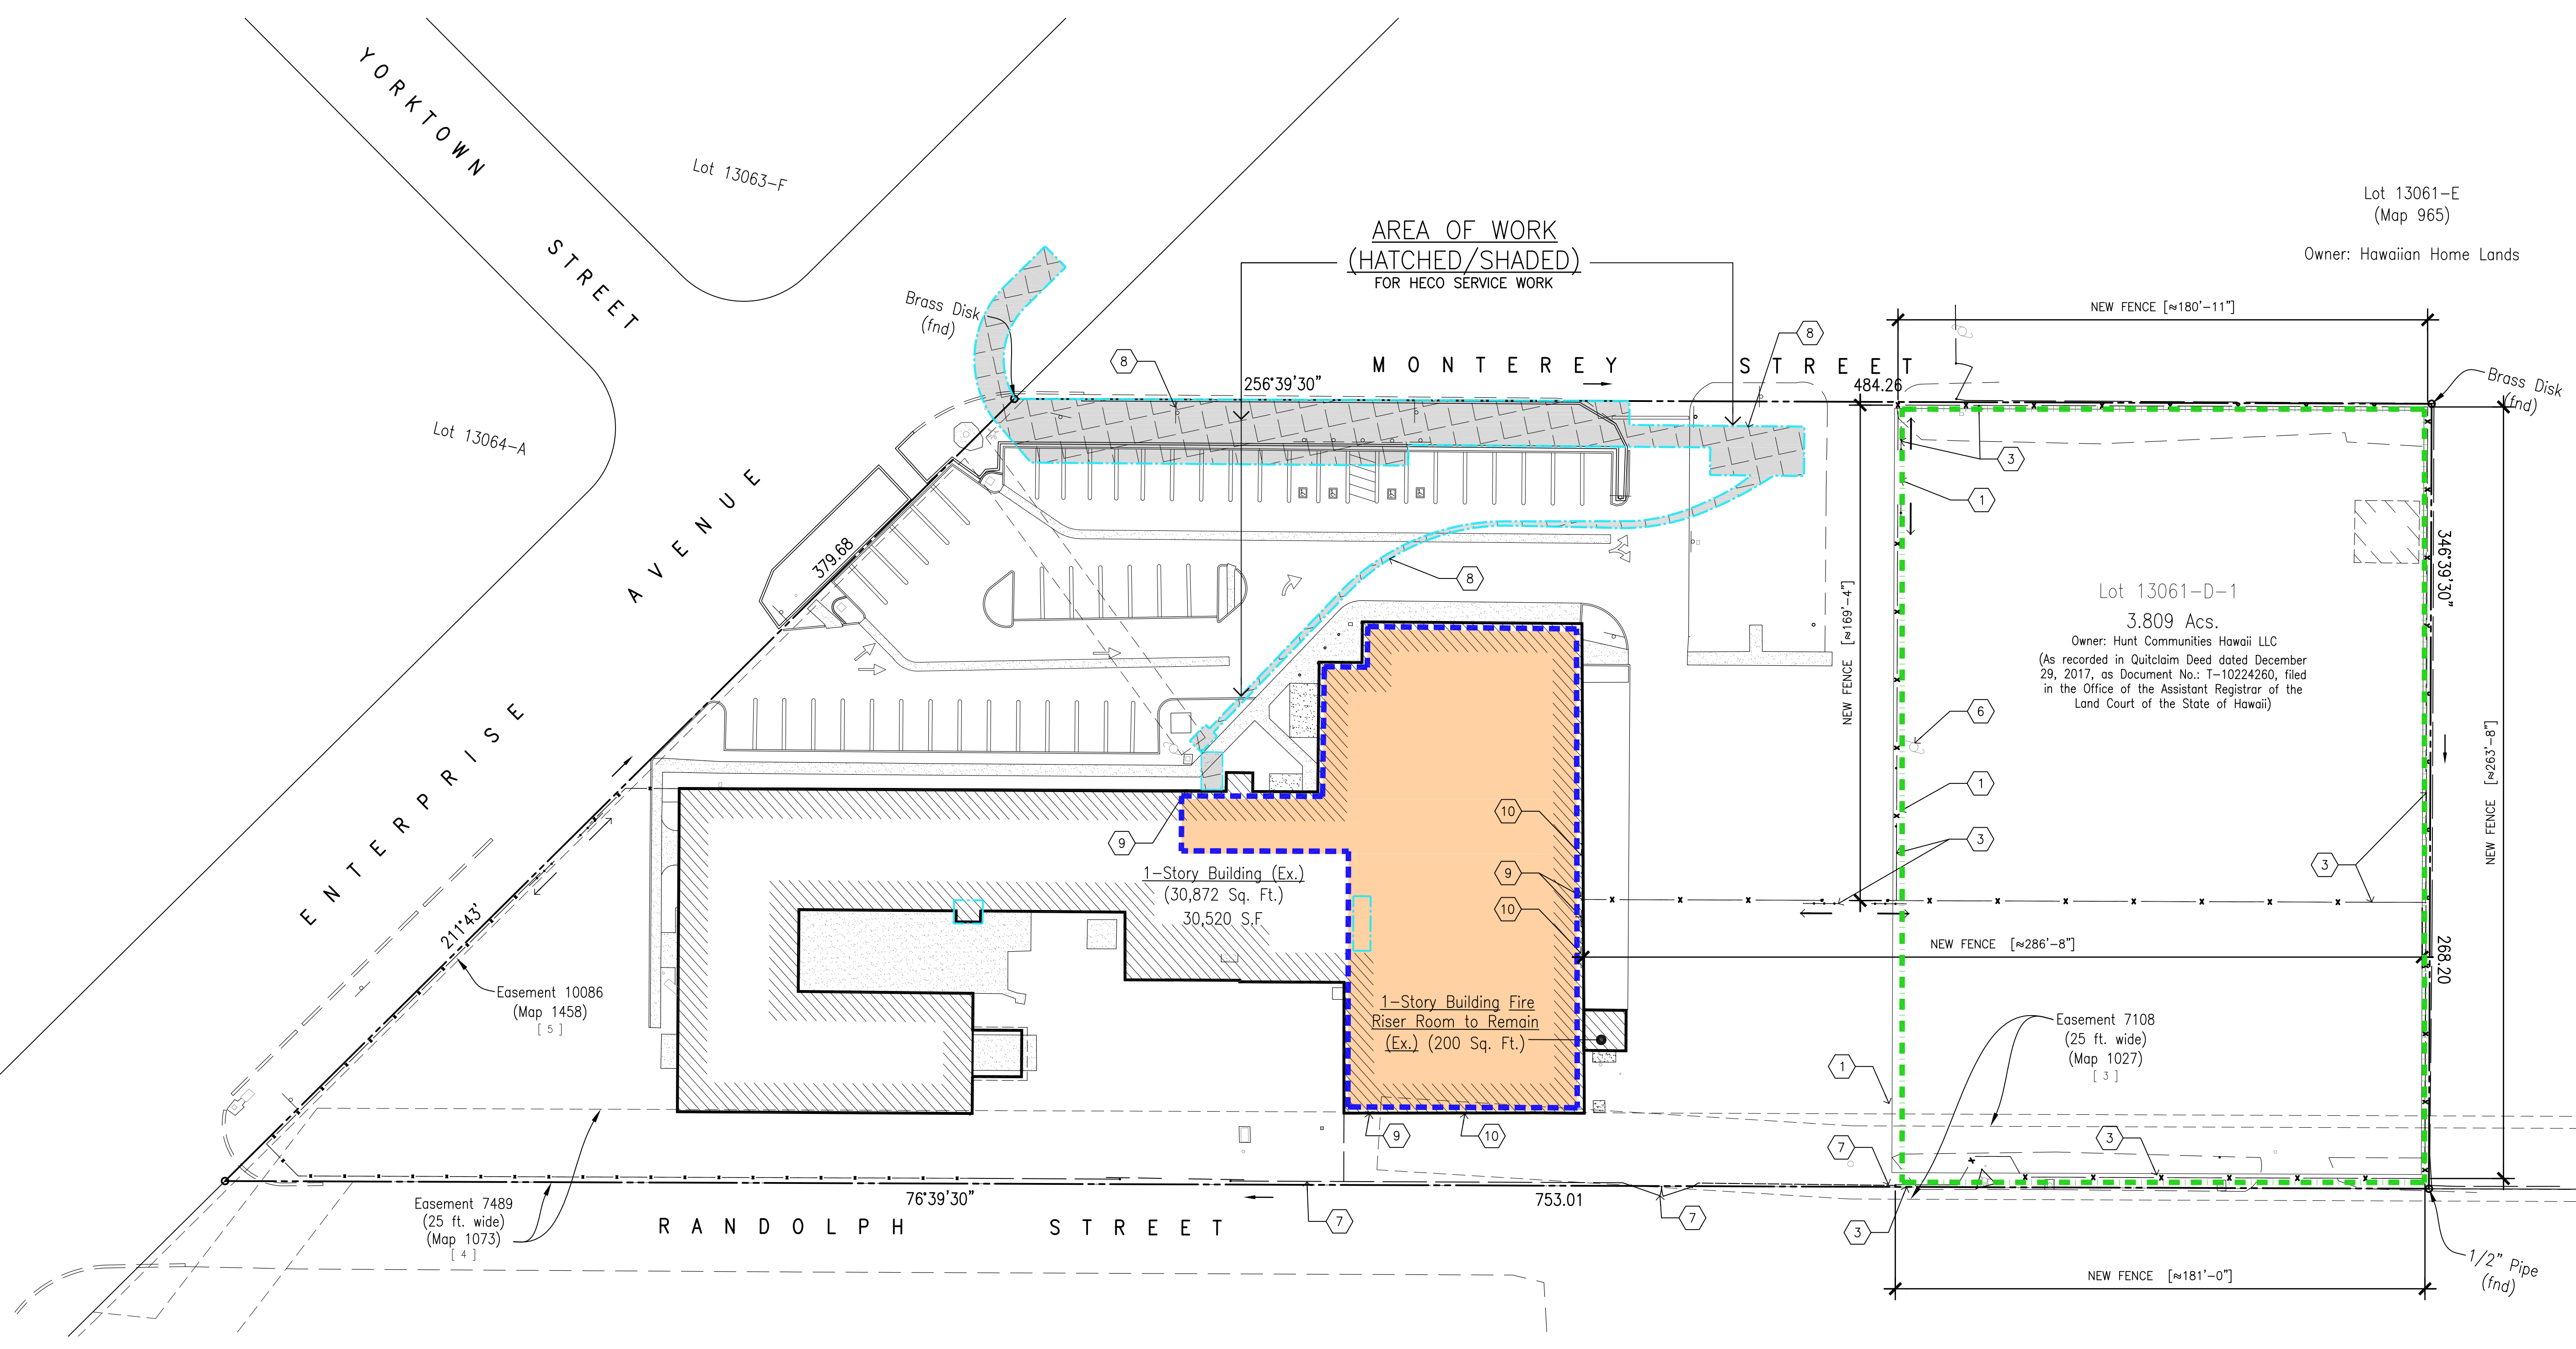 YORKTOWN STREET
Lot 13063-F
Lot 13064-A
ENTERPRISE AVENUE
Brass Disk
(fnd)
AREA OF WORK
(HATCHED/SHADED)
FOR HECO SERVICE WORK
8
8
MONTEREY STREET
256°39'30"
484.26
Lot 13061-E
(Map 965)
Owner: Hawaiian Home Lands
NEW FENCE [≈180'-11"]
Brass Disk
(fnd)
3
1
379.68
8
NEW FENCE [≈169'-4"]
346°39'30"
Lot 13061-D-1
3.809 Acs.
Owner: Hunt Communities Hawaii LLC
(As recorded in Quitclaim Deed dated December
29, 2017, as Document No.: T-10224260, filed
in the Office of the Assistant Registrar of the
Land Court of the State of Hawaii)
6
1
3
NEW FENCE [≈263'-8"]
10
9
9
10
3
1-Story Building (Ex.)
(30,872 Sq. Ft.)
30,520 S.F
211°43'
NEW FENCE [≈286'-8"]
268.20
Easement 10086
(Map 1458)
[ 5 ]
1-Story Building Fire
Riser Room to Remain
(Ex.) (200 Sq. Ft.)
Easement 7108
(25 ft. wide)
(Map 1027)
[ 3 ]
1
9
10
7
3
Easement 7489
(25 ft. wide)
(Map 1073)
[ 4 ]
76°39'30"
753.01
RANDOLPH STREET
7
7
3
NEW FENCE [≈181'-0"]
1/2" Pipe
(fnd)